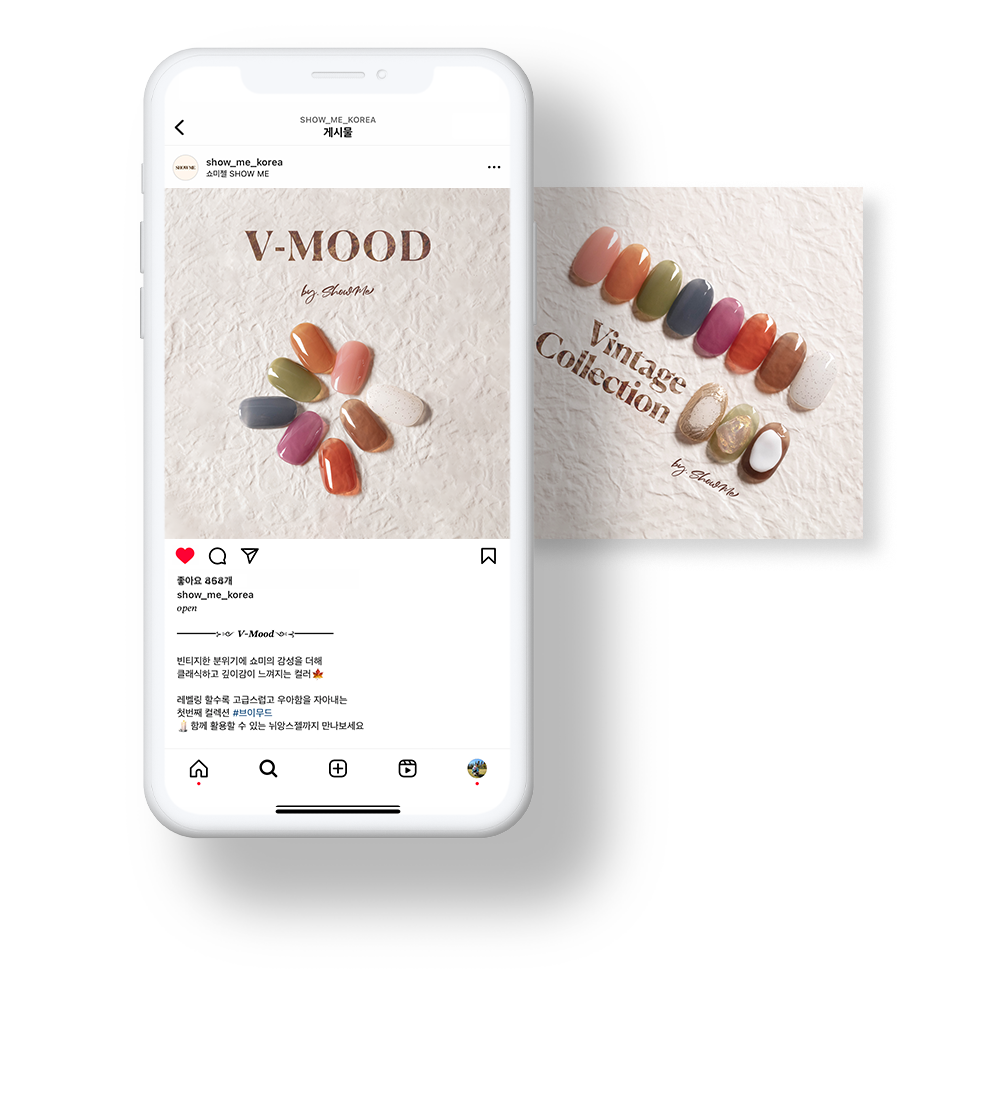 SHOW_ME_KOREA
게시물
SHOW ME
show_me_korea
쇼미젤 SHOW ME
V-MOOD
by. ShowMe
좋아요 868개
show_me_korea
open
V-Mood
빈티지한 분위기에 쇼미의 감성을 더해
클래식하고 깊이감이 느껴지는 컬러🍁
레벨링 할수록 고급스럽고 우아함을 자아내는
첫번째 컬렉션 #브이무드
함께 활용할 수 있는 뉘앙스젤까지 만나보세요
Vintage
Collection
by. ShowMe